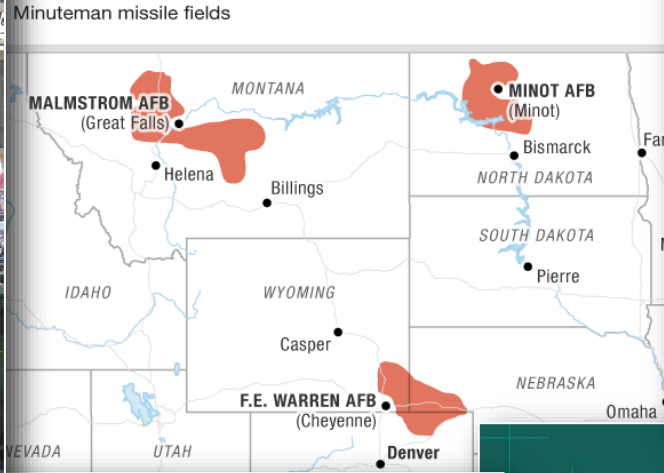 Minuteman missile fields
MONTANA
MALMSTROM AFB
(Great Falls)
MINOT AFB
(Minot)
Bismarck
Helena
NORTH DAKOTA
Billings
SOUTH DAKOTA
Pierre
IDAHO
WYOMING
Casper
NEBRASKA
F.E. WARREN AFB
(Cheyenne)
Omaha
UTAH
Denver